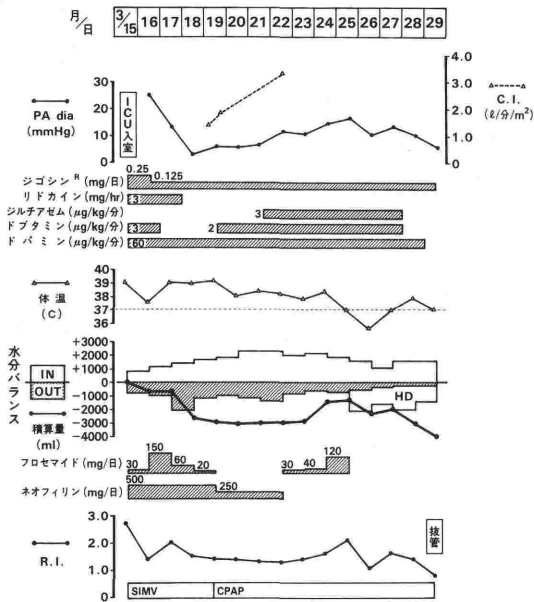 月/日 3/15 16 17 18 19 20 21 22 23 24 25 26 27 28 29
PA dia
(mmHg)
30
20
10
0
ICU入室
4.0
3.0
2.0
1.0
0
C.I.
(ℓ/分/m²)
0.25
0.125
ジゴシンR (mg/日)
リドカイン(mg/hr) 3
ジルチアゼム(μg/kg/分) 3
ドブタミン(μg/kg/分) 3 2
ドパミン(μg/kg/分) 60
体温
(C)
40
39
38
37
36
水分バランス
IN
OUT
積算量
(ml)
+3000
+2000
+1000
0
-1000
-2000
-3000
-4000
HD
フロセマイド(mg/日) 30 150 60 20 30 40 120
ネオフィリン(mg/日) 500 250
R.I.
3.0
2.0
1.0
0
抜管
SIMV CPAP